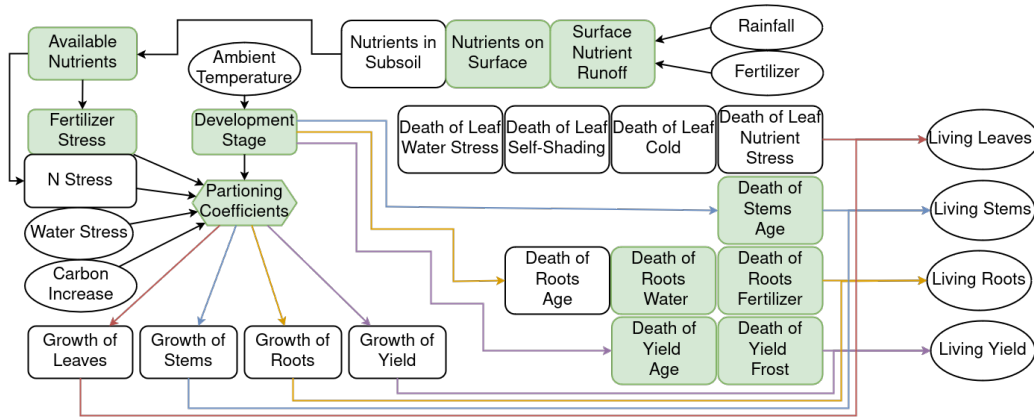 Available
Nutrients
Ambient
Temperature
Nutrients in
Subsoil
Nutrients on
Surface
Surface
Nutrient
Runoff
Rainfall
Fertilizer
Fertilizer
Stress
Development
Stage
Death of Leaf
Water Stress
Death of Leaf
Self-Shading
Death of Leaf
Cold
Death of Leaf
Nutrient
Stress
Living Leaves
N Stress
Partioning
Coefficients
Death of
Stems
Age
Living Stems
Water Stress
Carbon
Increase
Death of
Roots
Age
Death of
Roots
Water
Death of
Roots
Fertilizer
Living Roots
Growth of
Leaves
Growth of
Stems
Growth of
Roots
Growth of
Yield
Death of
Yield
Age
Death of
Yield
Frost
Living Yield